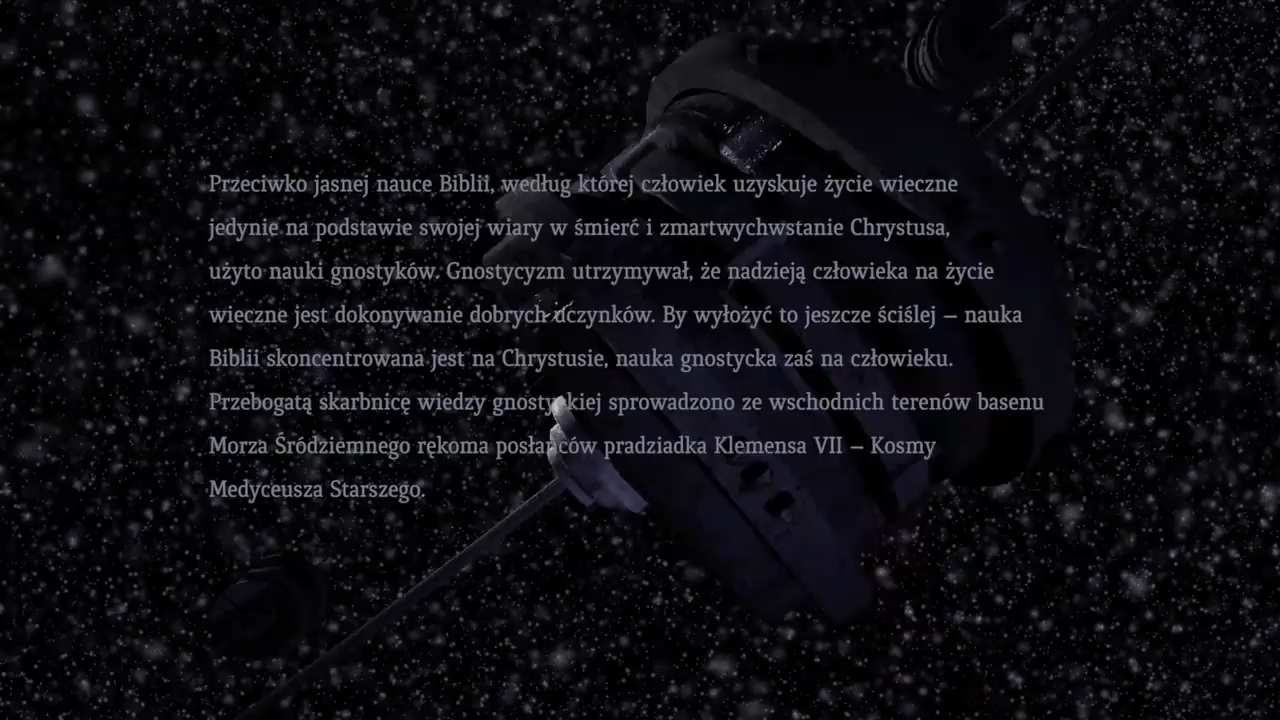 Przeciwko jasnej nauce Biblii, według której człowiek uzyskuje życie wieczne
jedynie na podstawie swojej wiary w śmierć i zmartwychwstanie Chrystusa,
użyto nauki gnostyków. Gnostycyzm utrzymywał, że nadzieją człowieka na życie
wieczne jest dokonywanie dobrych uczynków. By wyłożyć to jeszcze ściślej – nauka
Biblii skoncentrowana jest na Chrystusie, nauka gnostycka zaś na człowieku.
Przebogatą skarbnicę wiedzy gnostyckiej sprowadzono ze wschodnich terenów basenu
Morza Śródziemnego rękoma posłańców pradziadka Klemensa VII – Kosmy
Medyceusza Starszego.